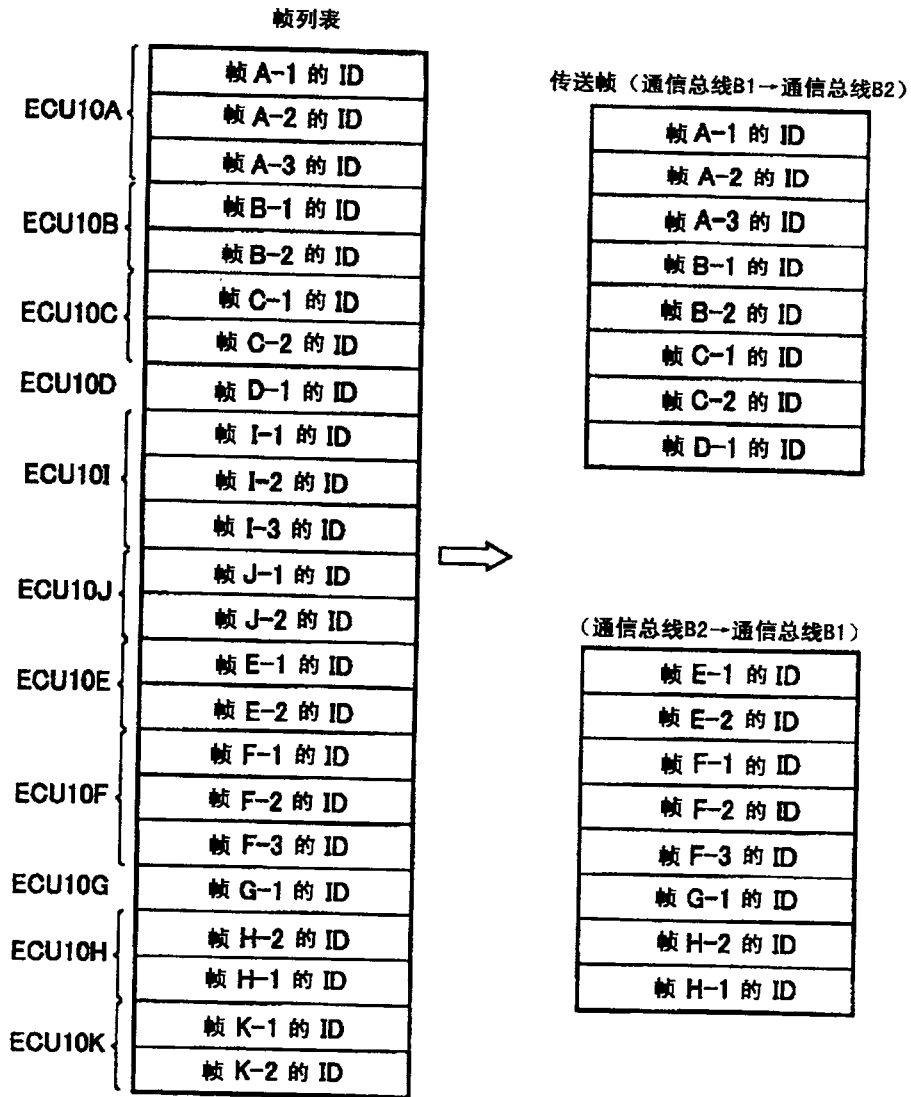 帧列表
ECU10A
帧 A-1 的 ID
帧 A-2 的 ID
帧 A-3 的 ID
ECU10B
帧 B-1 的 ID
帧 B-2 的 ID
ECU10C
帧 C-1 的 ID
帧 C-2 的 ID
ECU10D
帧 D-1 的 ID
ECU10I
帧 I-1 的 ID
帧 I-2 的 ID
帧 I-3 的 ID
ECU10J
帧 J-1 的 ID
帧 J-2 的 ID
ECU10E
帧 E-1 的 ID
帧 E-2 的 ID
ECU10F
帧 F-1 的 ID
帧 F-2 的 ID
帧 F-3 的 ID
ECU10G
帧 G-1 的 ID
ECU10H
帧 H-2 的 ID
帧 H-1 的 ID
ECU10K
帧 K-1 的 ID
帧 K-2 的 ID
传送帧（通信总线B1→通信总线B2）
帧 A-1 的 ID
帧 A-2 的 ID
帧 A-3 的 ID
帧 B-1 的 ID
帧 B-2 的 ID
帧 C-1 的 ID
帧 C-2 的 ID
帧 D-1 的 ID
（通信总线B2→通信总线B1）
帧 E-1 的 ID
帧 E-2 的 ID
帧 F-1 的 ID
帧 F-2 的 ID
帧 F-3 的 ID
帧 G-1 的 ID
帧 H-2 的 ID
帧 H-1 的 ID